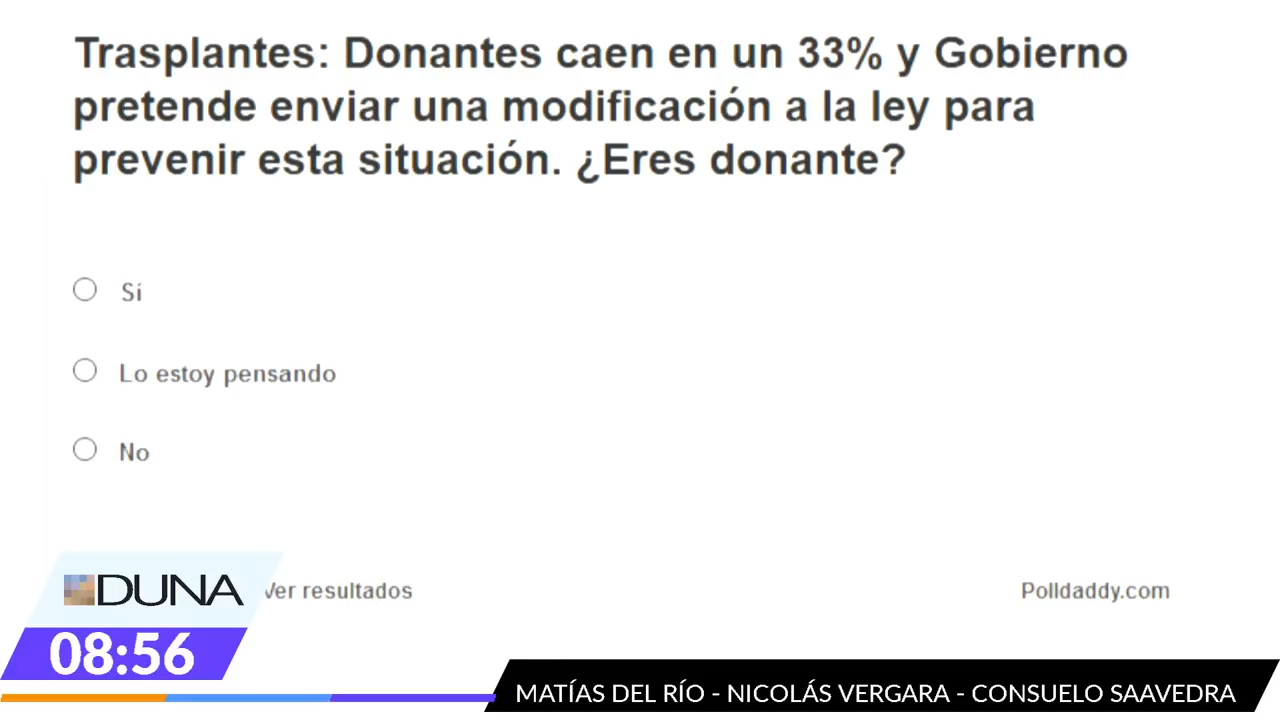 Trasplantes: Donantes caen en un 33% y Gobierno
pretende enviar una modificación a la ley para
prevenir esta situación. ¿Eres donante?
Sí
Lo estoy pensando
No
Ver resultados
Polldaddy.com
DUNA
08:56
MATÍAS DEL RÍO - NICOLÁS VERGARA - CONSUELO SAAVEDRA